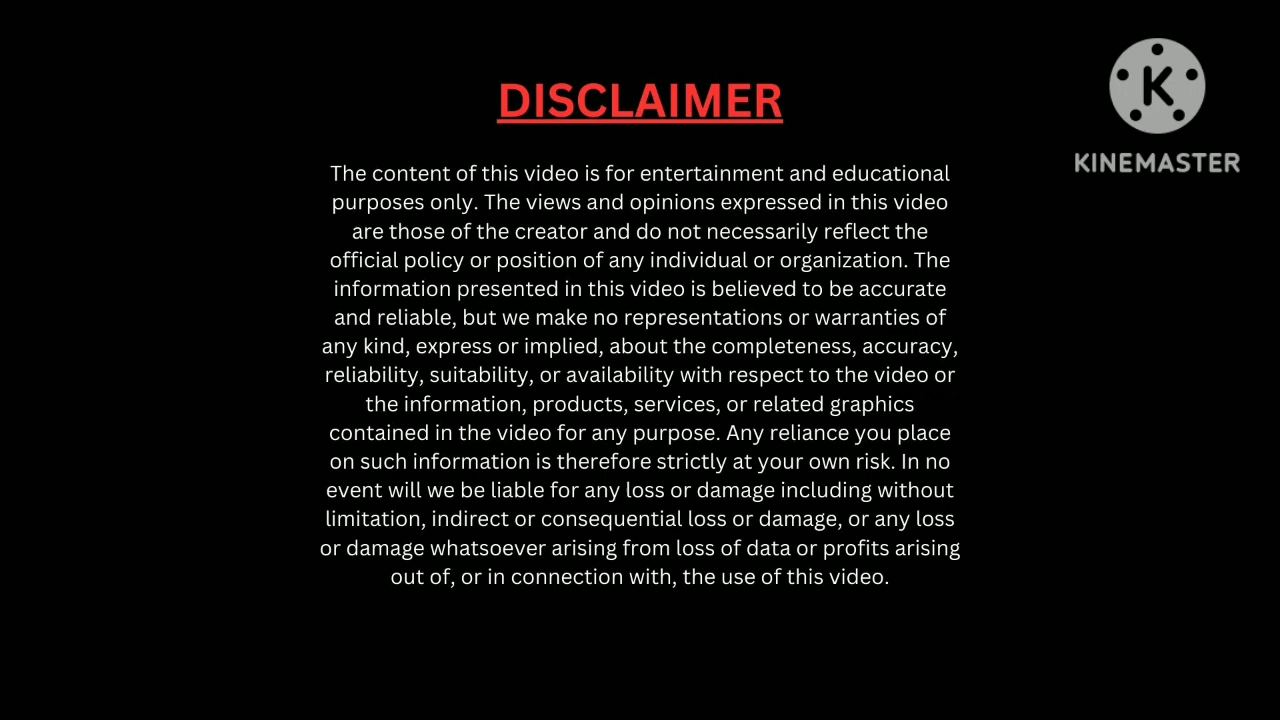 DISCLAIMER
The content of this video is for entertainment and educational
purposes only. The views and opinions expressed in this video
are those of the creator and do not necessarily reflect the
official policy or position of any individual or organization. The
information presented in this video is believed to be accurate
and reliable, but we make no representations or warranties of
any kind, express or implied, about the completeness, accuracy,
reliability, suitability, or availability with respect to the video or
the information, products, services, or related graphics
contained in the video for any purpose. Any reliance you place
on such information is therefore strictly at your own risk. In no
event will we be liable for any loss or damage including without
limitation, indirect or consequential loss or damage, or any loss
or damage whatsoever arising from loss of data or profits arising
out of, or in connection with, the use of this video.
K
KINEMASTER